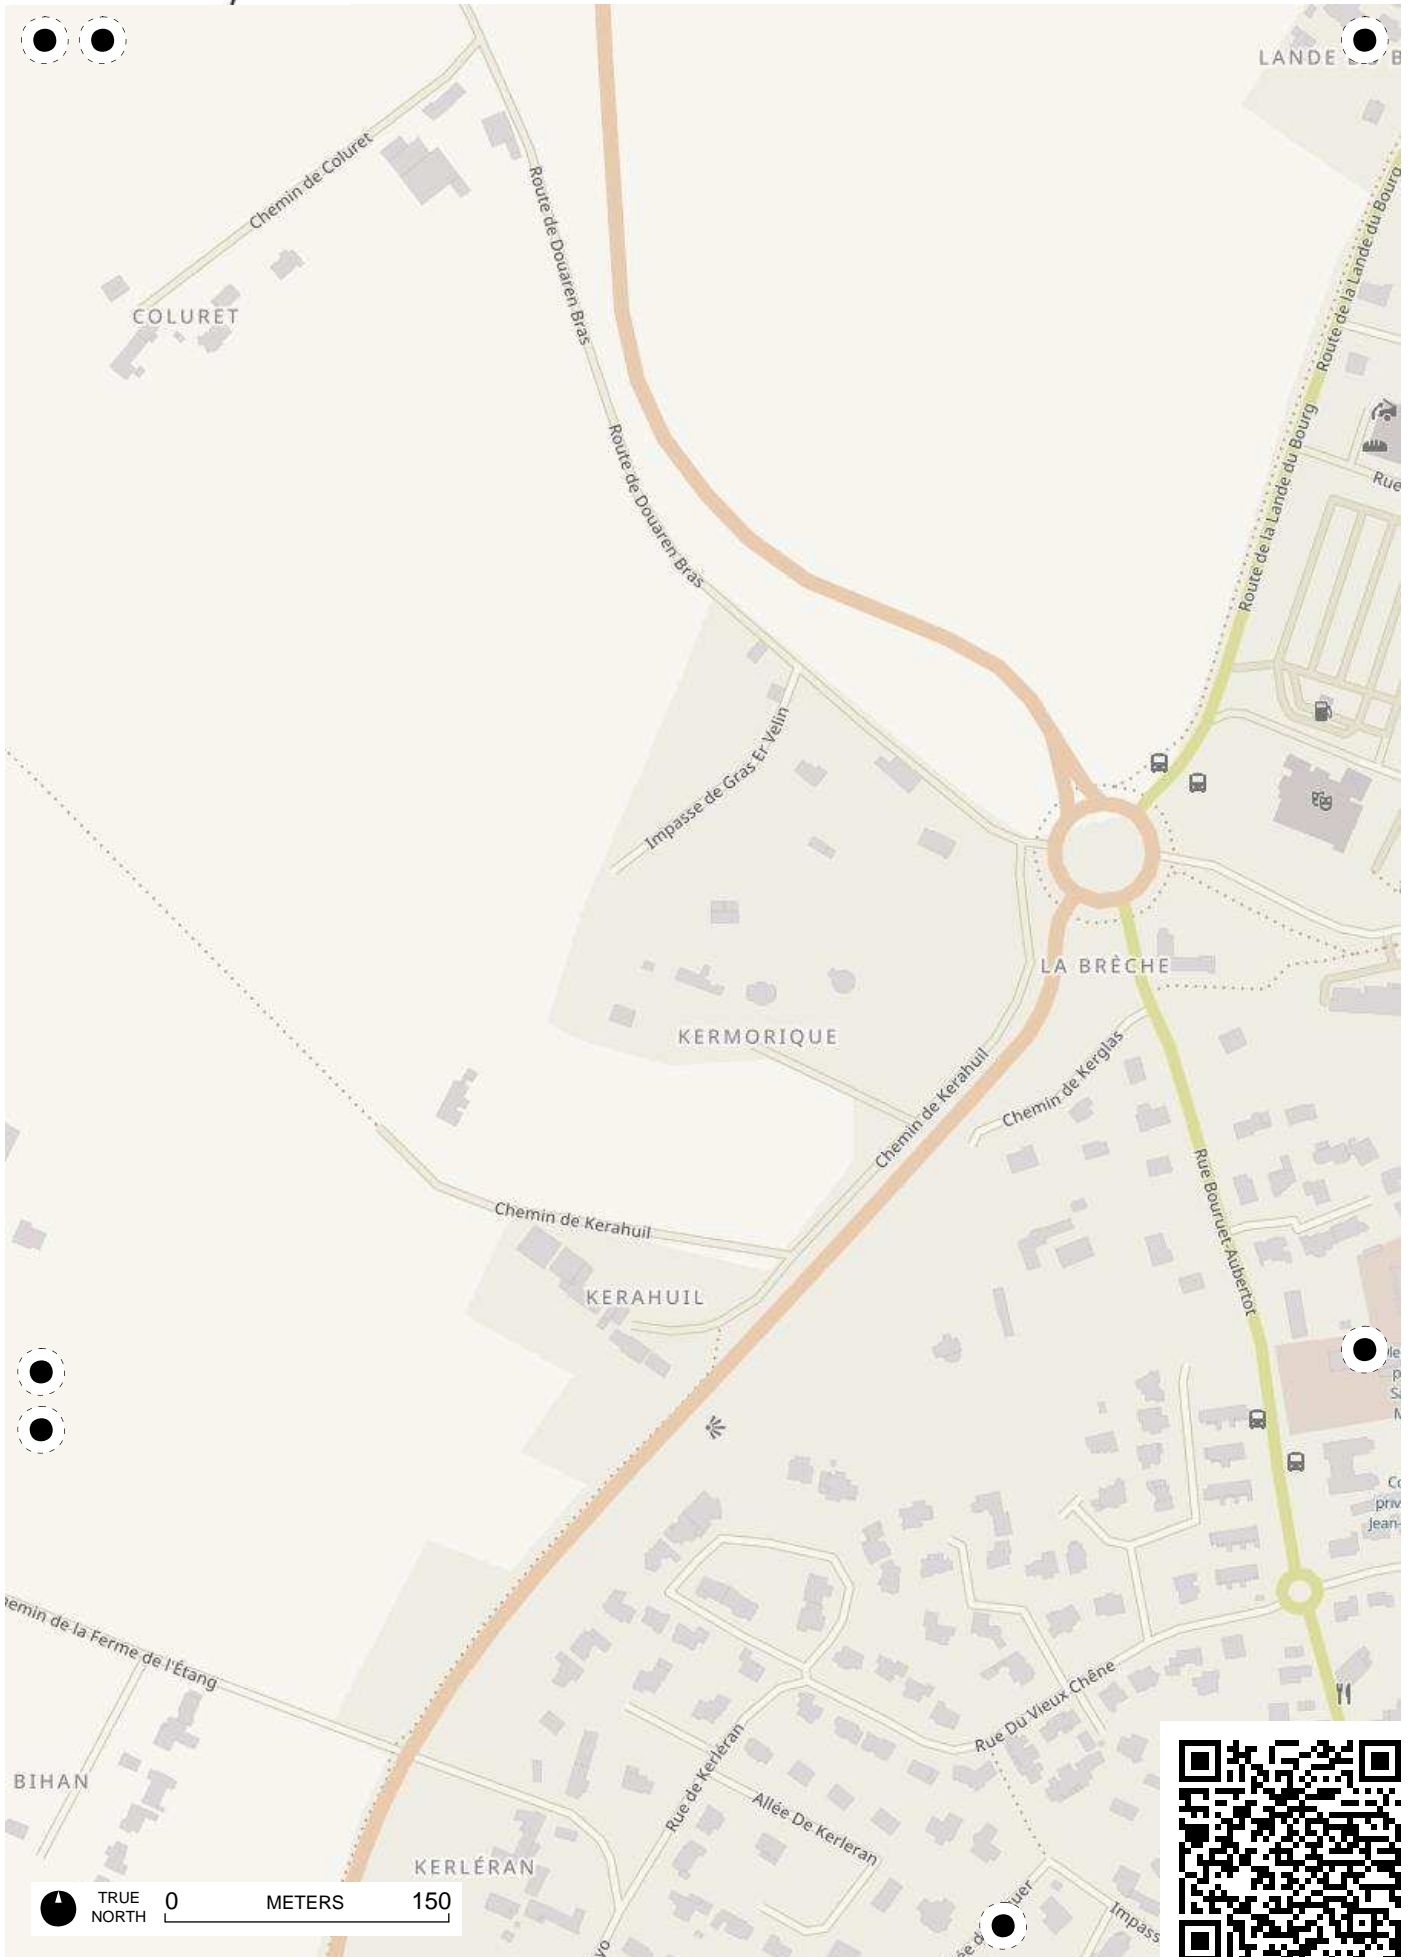 LANDE
Chemin de Coluret
Route de Douaren Bras
Route de la Lande du Bourg
COLURET
Route de Douaren Bras
Route de la Lande du Bourg
Rue
Impasse de Gras Er Velin
LA BRÈCHE
KERMORIQUE
Chemin de Kerahuil
Chemin de Kerglas
Chemin de Kerahuil
Rue Bouruet-Aubertot
KERAHUIL
Jean-
Chemin de la Ferme de l'Étang
Rue Du Vieux Chêne
BIHAN
Rue de Kerléran
Allée De Kerleran
KERLÉRAN
TRUE NORTH
0 METERS 150